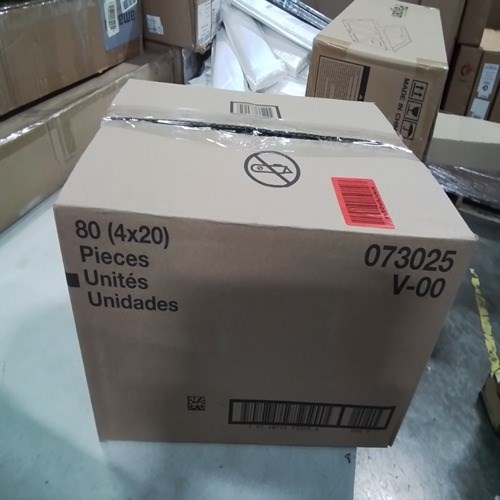 80 (4x20)
Pieces
Unités
Unidades
073025
V-00
MADE IN CHINA